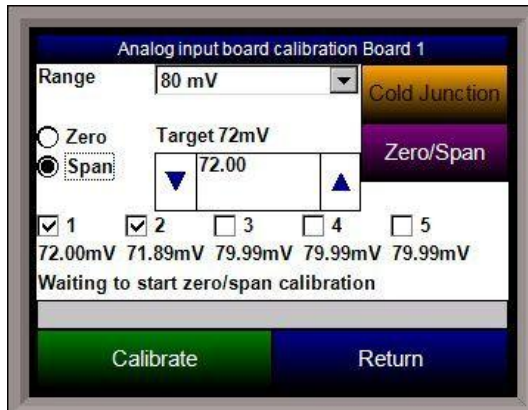 Analog input board calibration Board 1
Range 80 mV
Cold Junction
Zero Target 72mV
Zero/Span
Span 72.00
1 2 3 4 5
72.00mV 71.89mV 79.99mV 79.99mV 79.99mV
Waiting to start zero/span calibration
Calibrate Return